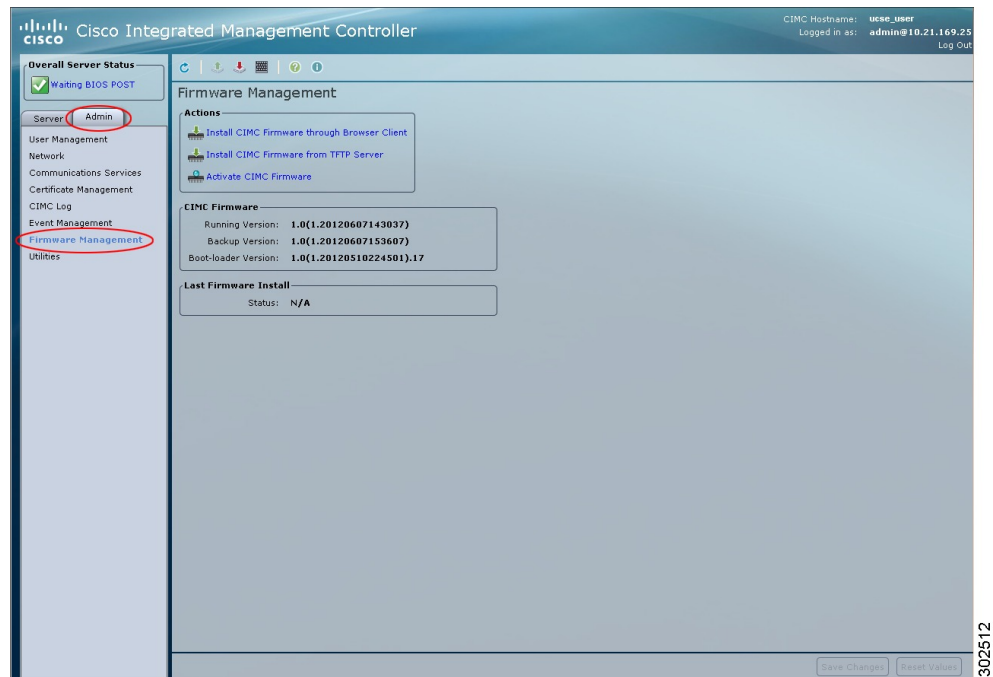 CISCO
Cisco Integrated Management Controller
CIMC Hostname: ucse_user
Logged in as: admin@10.21.169.25
Log Out
Overall Server Status
Waiting BIOS POST
Server Admin
User Management
Network
Communications Services
Certificate Management
CIMC Log
Event Management
Firmware Management
Utilities
Firmware Management
Actions
Install CIMC Firmware through Browser Client
Install CIMC Firmware from TFTP Server
Activate CIMC Firmware
CIMC Firmware
Running Version: 1.0(1.20120607143037)
Backup Version: 1.0(1.20120607153607)
Boot-loader Version: 1.0(1.20120510224501).17
Last Firmware Install
Status: N/A
Save Changes Reset Values
302512